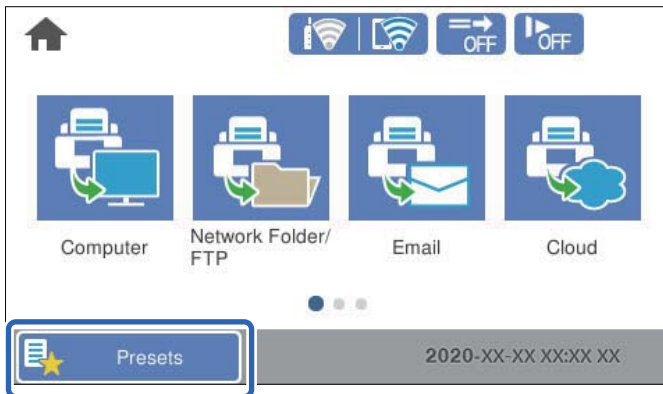 OFF
OFF
Computer
Network Folder/
FTP
Email
Cloud
Presets
2020-XX-XX XX:XX XX